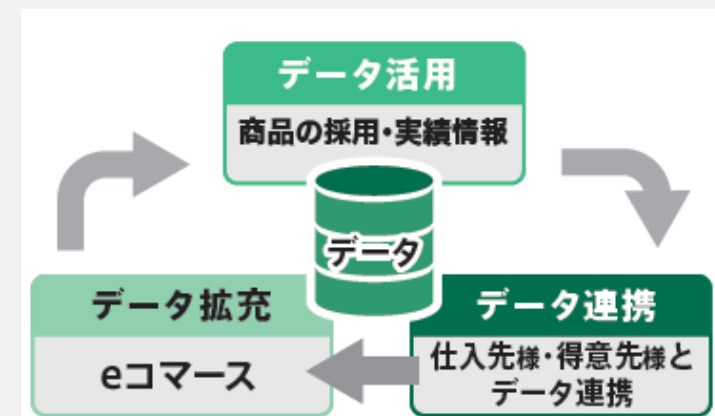 データ活用
商品の採用・実績情報
データ
データ拡充
eコマース
データ連携
仕入先様・得意先様と
データ連携